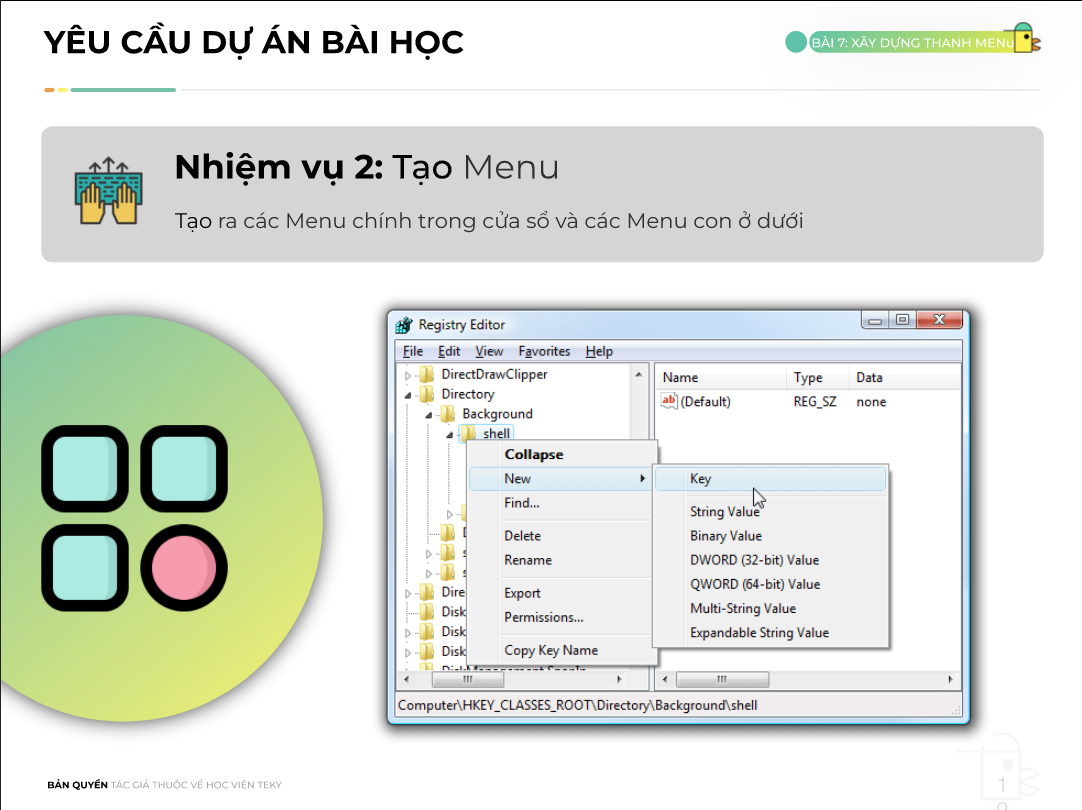 YÊU CẦU DỰ ÁN BÀI HỌC
BÀI 7: XÂY DỰNG THANH MENU
Nhiệm vụ 2: Tạo Menu
Tạo ra các Menu chính trong cửa sổ và các Menu con ở dưới
Registry Editor
File Edit View Favorites Help
DirectDrawClipper
Directory
Background
shell
Name Type Data
(Default) REG_SZ none
Collapse
New
Find...
Delete
Rename
Export
Permissions...
Copy Key Name
Key
String Value
Binary Value
DWORD (32-bit) Value
QWORD (64-bit) Value
Multi-String Value
Expandable String Value
Dire
Disk
Disk
Disk
Computer\HKEY_CLASSES_ROOT\Directory\Background\shell
BẢN QUYỀN TÁC GIẢ THUỘC VỀ HỌC VIỆN TEKY
1